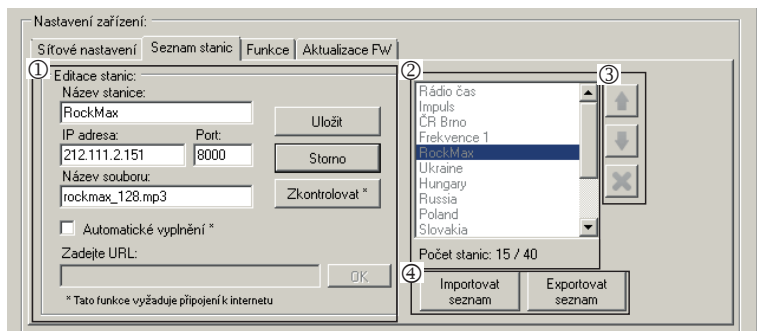 Nastavení zařízení:
Síťové nastavení Seznam stanic Funkce Aktualizace FW
① Editace stanic:
Název stanice:
RockMax
IP adresa: Port:
212.111.2.151 8000
Název souboru:
rockmax_128.mp3
Uložit
Storno
Zkontrolovat *
Automatické vyplnění *
Zadejte URL:
OK
* Tato funkce vyžaduje připojení k internetu
②
Rádio čas
Impuls
ČR Brno
Frekvence 1
RockMax
Ukraine
Hungary
Russia
Poland
Slovakia
Počet stanic: 15 / 40
③
④
Importovat
seznam
Exportovat
seznam